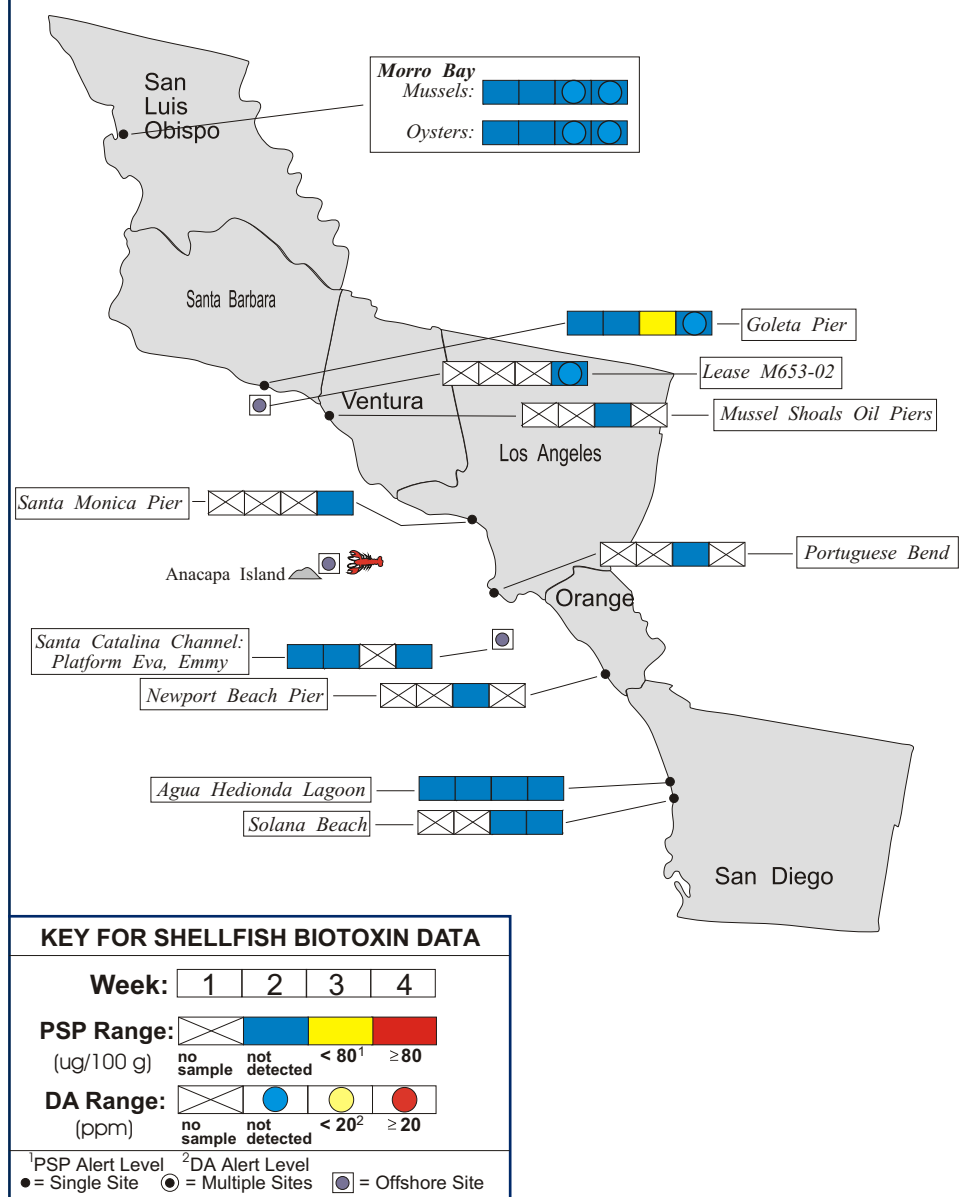 San
Luis
Obispo
Morro Bay
Mussels:
Oysters:
Santa Barbara
Goleta Pier
Lease M653-02
Ventura
Mussel Shoals Oil Piers
Los Angeles
Santa Monica Pier
Portuguese Bend
Anacapa Island
Orange
Santa Catalina Channel:
Platform Eva, Emmy
Newport Beach Pier
Agua Hedionda Lagoon
Solana Beach
San Diego
KEY FOR SHELLFISH BIOTOXIN DATA
Week: 1 2 3 4
PSP Range:
(ug/100 g) no sample not detected < 80¹ ≥80
DA Range:
(ppm) no sample not detected < 20² ≥ 20
¹PSP Alert Level ²DA Alert Level
= Single Site = Multiple Sites = Offshore Site